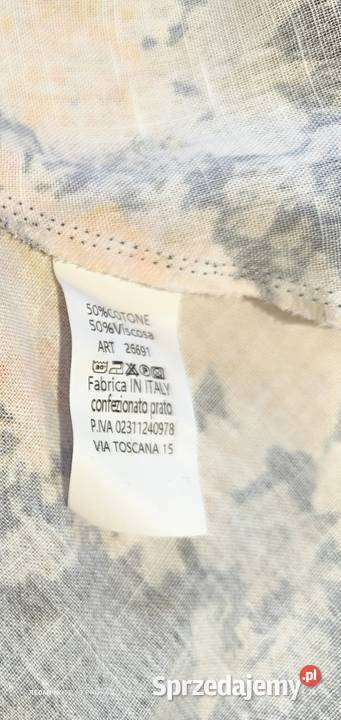 50%COTONE
50%Viscosa
ART 26691
Fabrica IN ITALY
confezionato prato
P.IVA 02311240978
VIA TOSCANA 15
Sprzedajemy.pl